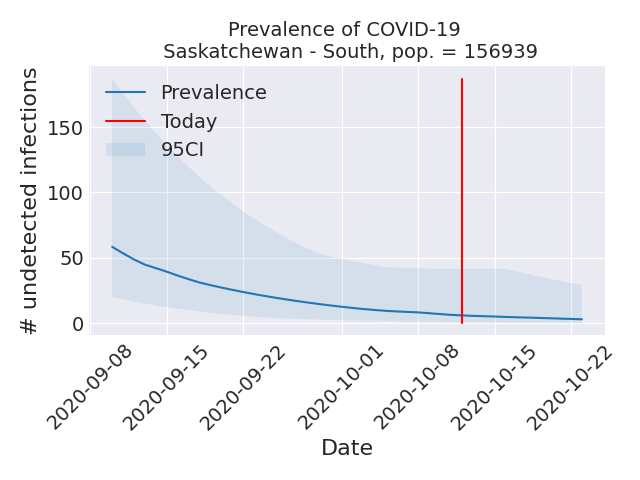 Prevalence of COVID-19
Saskatchewan - South, pop. = 156939
# undetected infections
150
100
50
0
Prevalence
Today
95CI
2020-09-08
2020-09-15
2020-09-22
2020-10-01
2020-10-08
2020-10-15
2020-10-22
Date